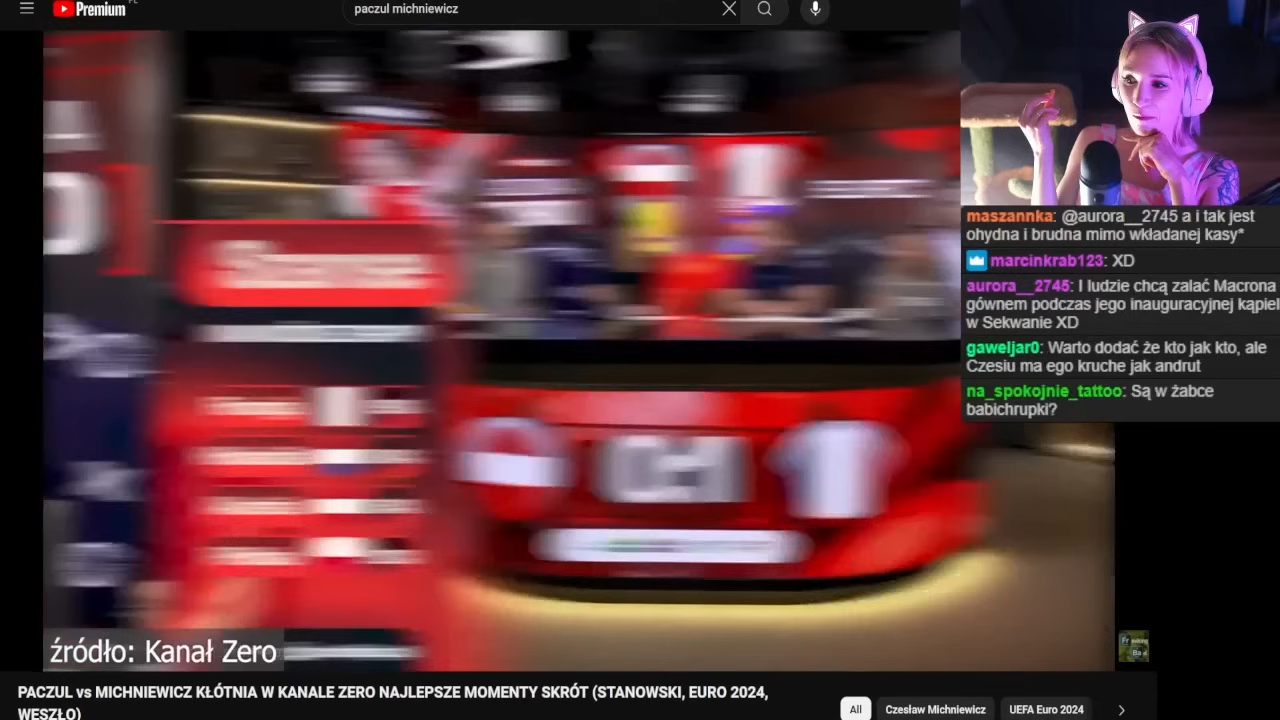 Premium PL
paczul michniewicz
maszannka: @aurora__2745 a i tak jest
ohydna i brudna mimo wkładanej kasy*
marcinkrab123: XD
aurora__2745: I ludzie chcą zalać Macrona
gównem podczas jego inauguracyjnej kąpiel
w Sekwanie XD
gaweljar0: Warto dodać że kto jak kto, ale
Czesiu ma ego kruche jak andrut
na_spokojnie_tattoo: Są w żabce
babichrupki?
źródło: Kanał Zero
PACZUL vs MICHNIEWICZ KŁÓTNIA W KANALE ZERO NAJLEPSZE MOMENTY SKRÓT (STANOWSKI, EURO 2024,
WESZŁO)
All
Czesław Michniewicz
UEFA Euro 2024